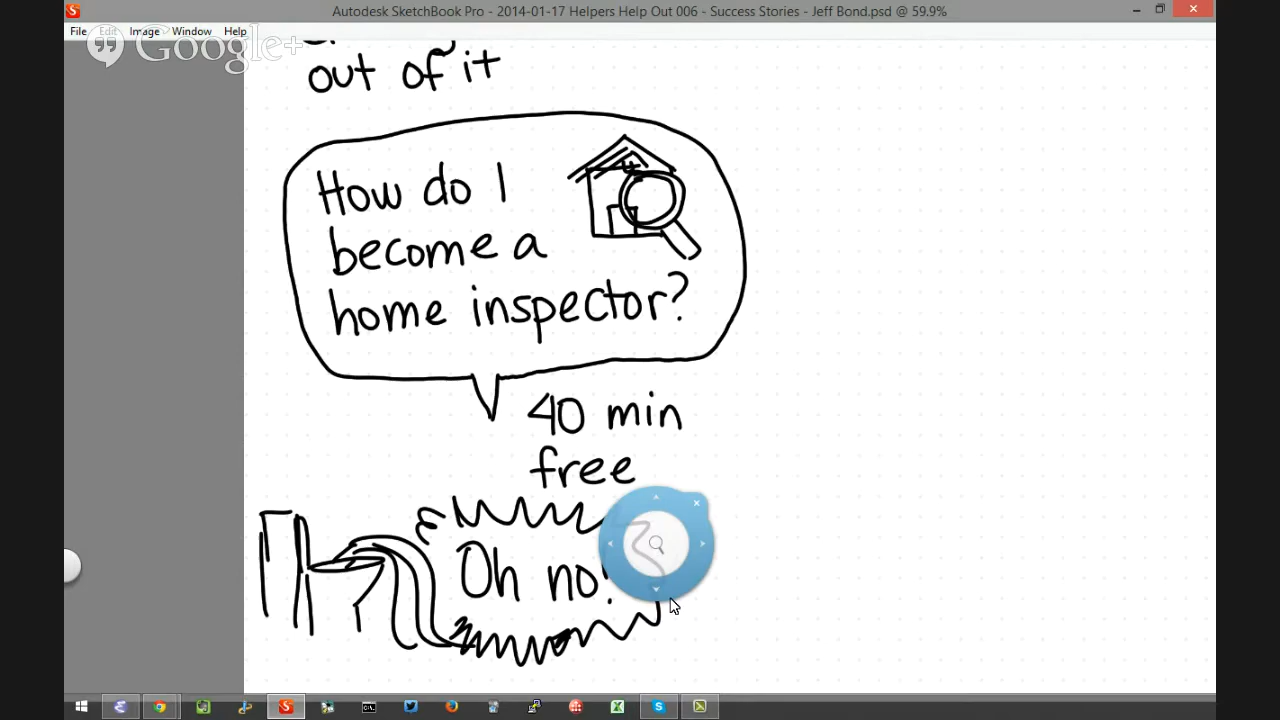 Autodesk SketchBook Pro - 2014-01-17 Helpers Help Out 006 - Success Stories - Jeff Bond.psd @ 59.9%
File Edit Image Window Help
Google+
out of it
How do I
become a
home inspector?
40 min
free
Oh no!